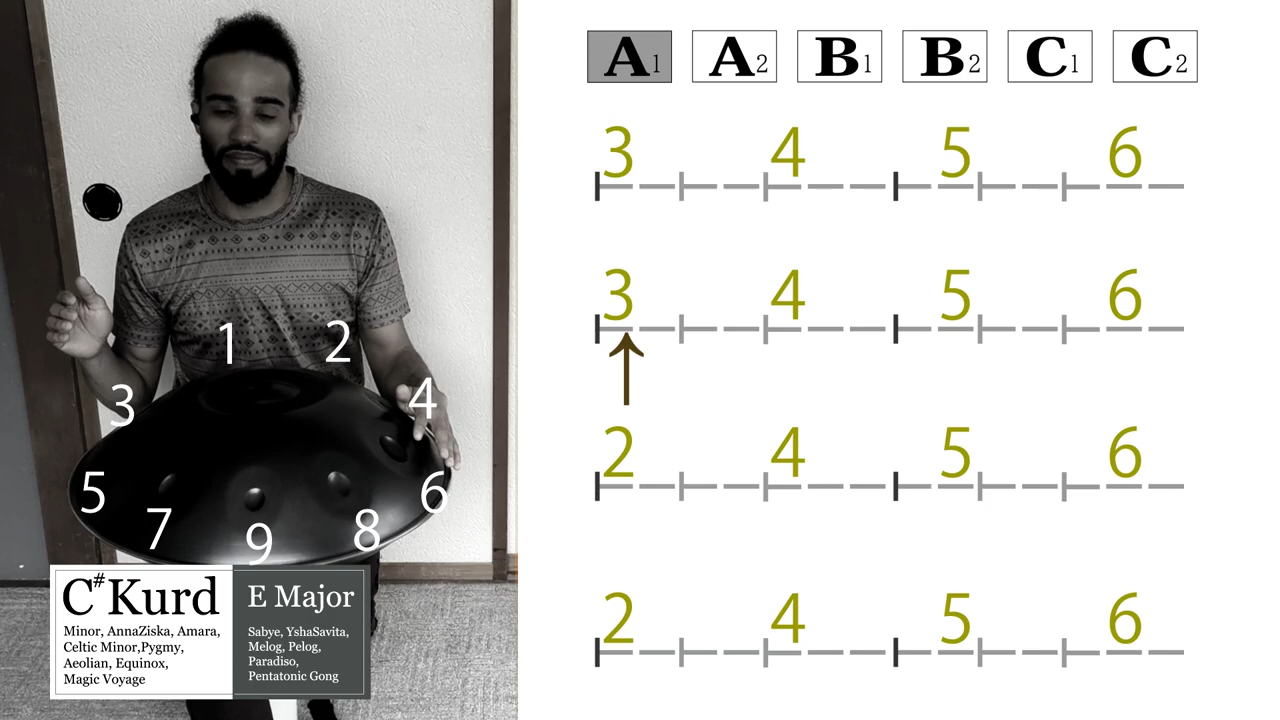 A1 A2 B1 B2 C1 C2
3 4 5 6
3 4 5 6
2 4 5 6
2 4 5 6
1 2
3 4
5 6
7 8
9
C#Kurd
Minor, AnnaZiska, Amara,
Celtic Minor,Pygmy,
Aeolian, Equinox,
Magic Voyage
E Major
Sabye, YshaSavita,
Melog, Pelog,
Paradiso,
Pentatonic Gong